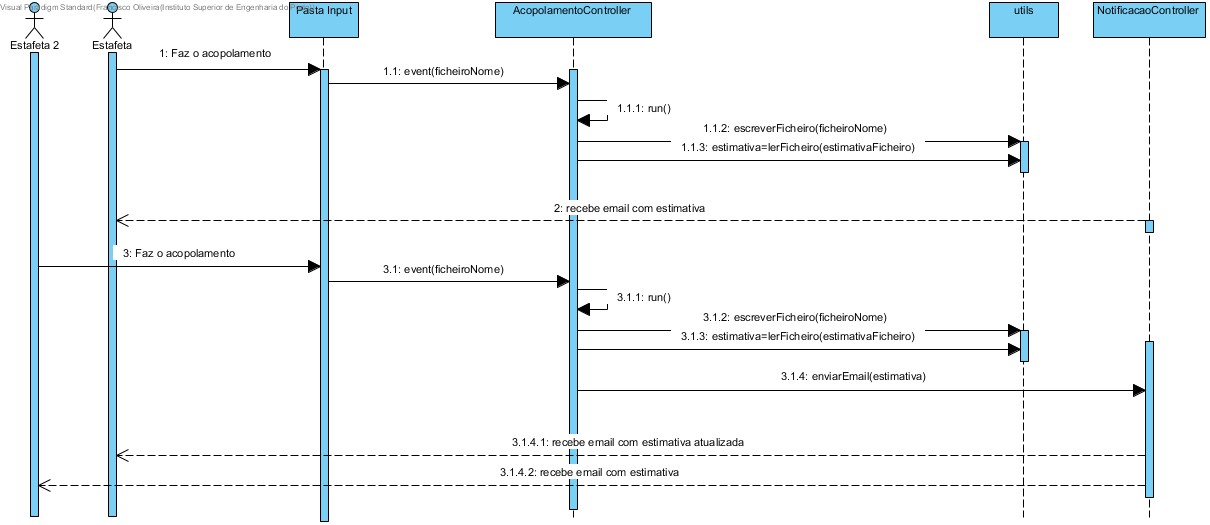 Visual Paradigm Standard(Francisco Oliveira(Instituto Superior de Engenharia do
Pasta Input
AcopolamentoController
utils
NotificacaoController
Estafeta 2
Estafeta
1: Faz o acopolamento
1.1: event(ficheiroNome)
1.1.1: run()
1.1.2: escreverFicheiro(ficheiroNome)
1.1.3: estimativa=lerFicheiro(estimativaFicheiro)
2: recebe email com estimativa
3: Faz o acopolamento
3.1: event(ficheiroNome)
3.1.1: run()
3.1.2: escreverFicheiro(ficheiroNome)
3.1.3: estimativa=lerFicheiro(estimativaFicheiro)
3.1.4: enviarEmail(estimativa)
3.1.4.1: recebe email com estimativa atualizada
3.1.4.2: recebe email com estimativa